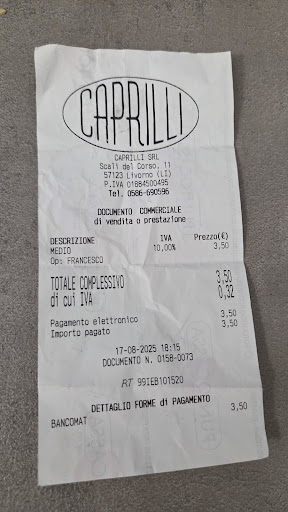 CAPRILLI
CAPRILLI SRL
Scali del Corso, 11
57123 Livorno (LI)
P.IVA 01884500495
Tel. 0586-690596
DOCUMENTO COMMERCIALE
di vendita o prestazione
DESCRIZIONE IVA Prezzo(€)
MEDIO 10,00% 3,50
Op: FRANCESCO
TOTALE COMPLESSIVO 3,50
di cui IVA 0,32
Pagamento elettronico 3,50
Importo pagato 3,50
17-08-2025 18:15
DOCUMENTO N. 0158-0073
RT 99IEB101520
DETTAGLIO FORME di PAGAMENTO
BANCOMAT 3,50